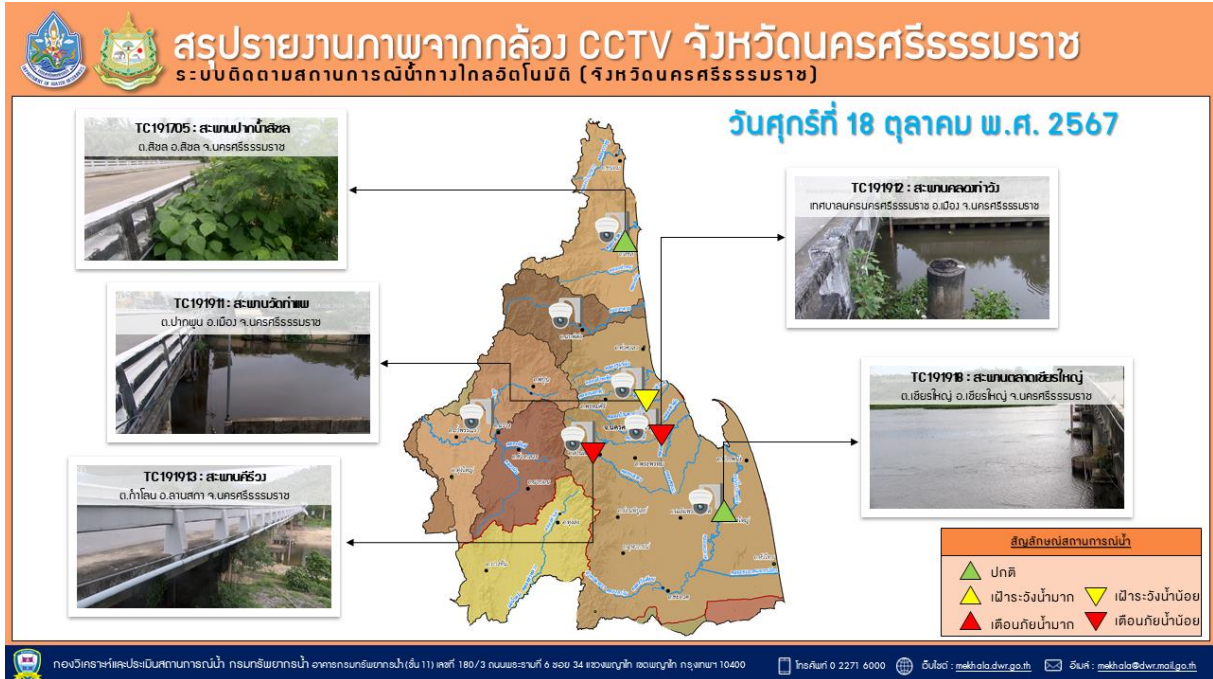 สรุปรายงานภาพจากกล้อง CCTV จังหวัดนครศรีธรรมราช
ระบบติดตามสถานการณ์น้ำทางไกลอัตโนมัติ (จังหวัดนครศรีธรรมราช)
วันศุกร์ที่ 18 ตุลาคม พ.ศ. 2567
TC191705 : สะพานปากน้ำสิชล
ต.สิชล อ.สิชล จ.นครศรีธรรมราช
TC191912 : สะพานคลองท่าวัง
เทศบาลนครนครศรีธรรมราช อ.เมือง จ.นครศรีธรรมราช
TC191911 : สะพานวัดท่าแพ
ต.ปากพูน อ.เมือง จ.นครศรีธรรมราช
TC191918 : สะพานตลาดเชียรใหญ่
ต.เชียรใหญ่ อ.เชียรใหญ่ จ.นครศรีธรรมราช
TC191913 : สะพานคีรีวง
ต.กำโลน อ.ลานสกา จ.นครศรีธรรมราช
สัญลักษณ์สถานการณ์น้ำ
ปกติ
เฝ้าระวังน้ำมาก เฝ้าระวังน้ำน้อย
เตือนภัยน้ำมาก เตือนภัยน้ำน้อย
กองวิเคราะห์และประเมินสถานการณ์น้ำ กรมทรัพยากรน้ำ อาคารกรมทรัพยากรน้ำ (ชั้น 11) เลขที่ 180/3 ถนนพระรามที่ 6 ซอย 34 แขวงพญาไท เขตพญาไท กรุงเทพฯ 10400 โทรศัพท์ 0 2271 6000 เว็บไซต์ : mekhala.dwr.go.th อีเมล์ : mekhala@dwr.mail.go.th